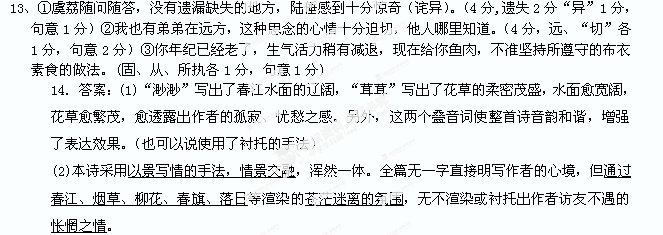 13、①虞荔随问随答，没有遗漏缺失的地方，陆倕感到十分惊奇（诧异）。（4分,遗失2分“异”1分，
句意1分）②我也有弟弟在远方，这种思念的心情十分迫切，他人哪里知道。（4分，远、“切”各
1分，句意2分）③你年纪已经老了，生气活力稍有减退，现在给你鱼肉，不准坚持所遵守的布衣
素食的做法。（固、从、所执各1分，句意1分）
14. 答案：(1)“渺渺”写出了春江水面的辽阔，“茸茸”写出了花草的柔密茂盛，水面愈宽阔，
花草愈繁茂，愈透露出作者的孤寂、忧愁之感。另外，这两个叠音词使整首诗音韵和谐，增强
了表达效果。（也可以说使用了衬托的手法）
(2)本诗采用以景写情的手法，情景交融，浑然一体。全篇无一字直接明写作者的心境，但通过
春江、烟草、柳花、春旗、落日等渲染的苍茫迷离的氛围，无不渲染或衬托出作者访友不遇的
怅惘之情。